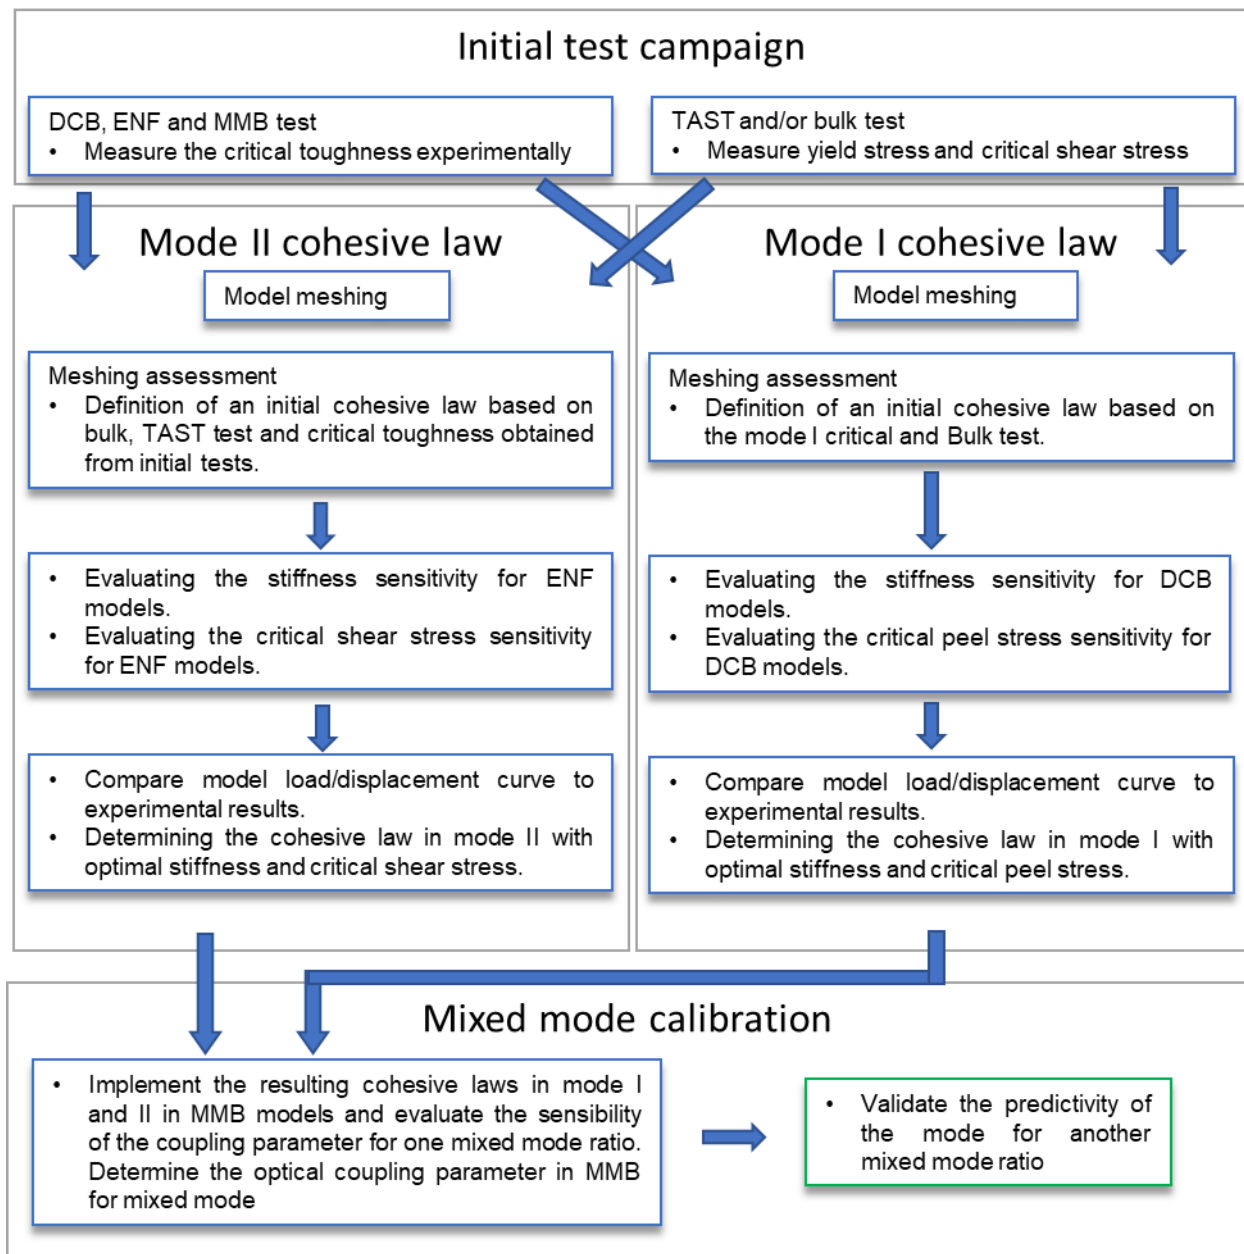 Initial test campaign
DCB, ENF and MMB test
• Measure the critical toughness experimentally
TAST and/or bulk test
• Measure yield stress and critical shear stress
Mode II cohesive law
Model meshing
Meshing assessment
• Definition of an initial cohesive law based on
bulk, TAST test and critical toughness obtained
from initial tests.
• Evaluating the stiffness sensitivity for ENF
models.
• Evaluating the critical shear stress sensitivity
for ENF models.
• Compare model load/displacement curve to
experimental results.
• Determining the cohesive law in mode II with
optimal stiffness and critical shear stress.
Mode I cohesive law
Model meshing
Meshing assessment
• Definition of an initial cohesive law based on
the mode I critical and Bulk test.
• Evaluating the stiffness sensitivity for DCB
models.
• Evaluating the critical peel stress sensitivity for
DCB models.
• Compare model load/displacement curve to
experimental results.
• Determining the cohesive law in mode I with
optimal stiffness and critical peel stress.
Mixed mode calibration
• Implement the resulting cohesive laws in mode I
and II in MMB models and evaluate the sensibility
of the coupling parameter for one mixed mode ratio.
Determine the optical coupling parameter in MMB
for mixed mode
• Validate the predictivity of
the mode for another
mixed mode ratio